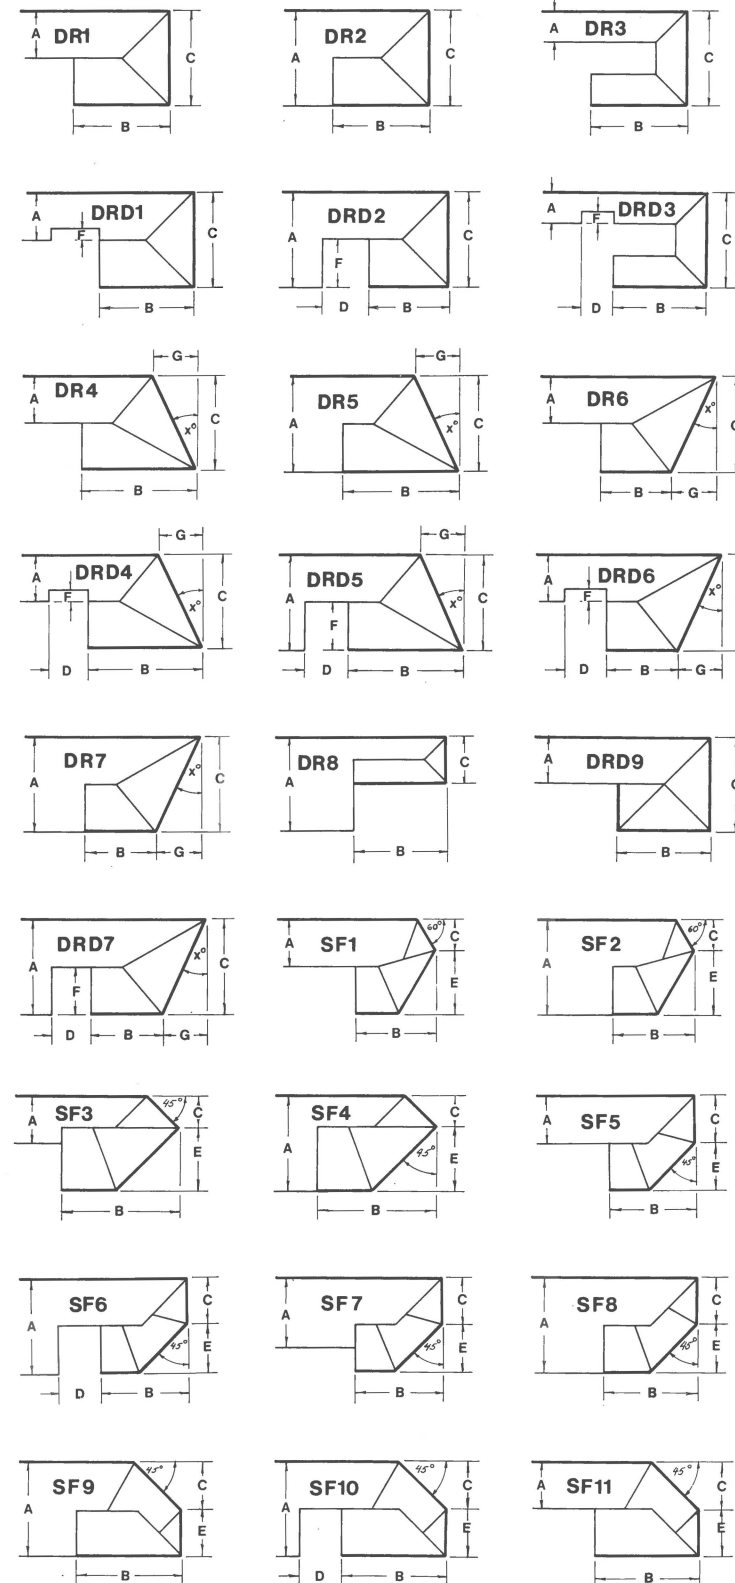 DR1 DR2 DR3
A C B A C B A C B
DRD1 DRD2 DRD3
A F C B A F C D B A F C D B
G G
DR4 DR5 DR6
A C x° B A C x° B A C x° B G
G G
DRD4 DRD5 DRD6
A F C x° D B A F C x° D B A F x° D B G
DR7 DR8 DRD9
A C x° B G A C B A C B
DRD7 SF1 SF2
A F C x° D B G A 60° C E B A 60° C E B
SF3 SF4 SF5
A 45° C E B A C 45° E B A C 45° E B
SF6 SF7 SF8
A C 45° E D B A C 45° E B A C 45° E B
SF9 SF10 SF11
A 45° C E B A 45° C E D B A 45° C E B